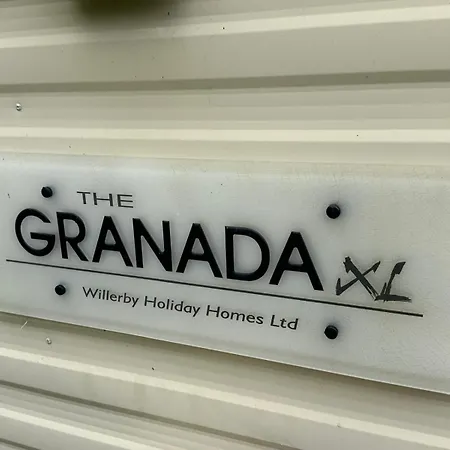 THE
GRANADA XL
Willerby Holiday Homes Ltd